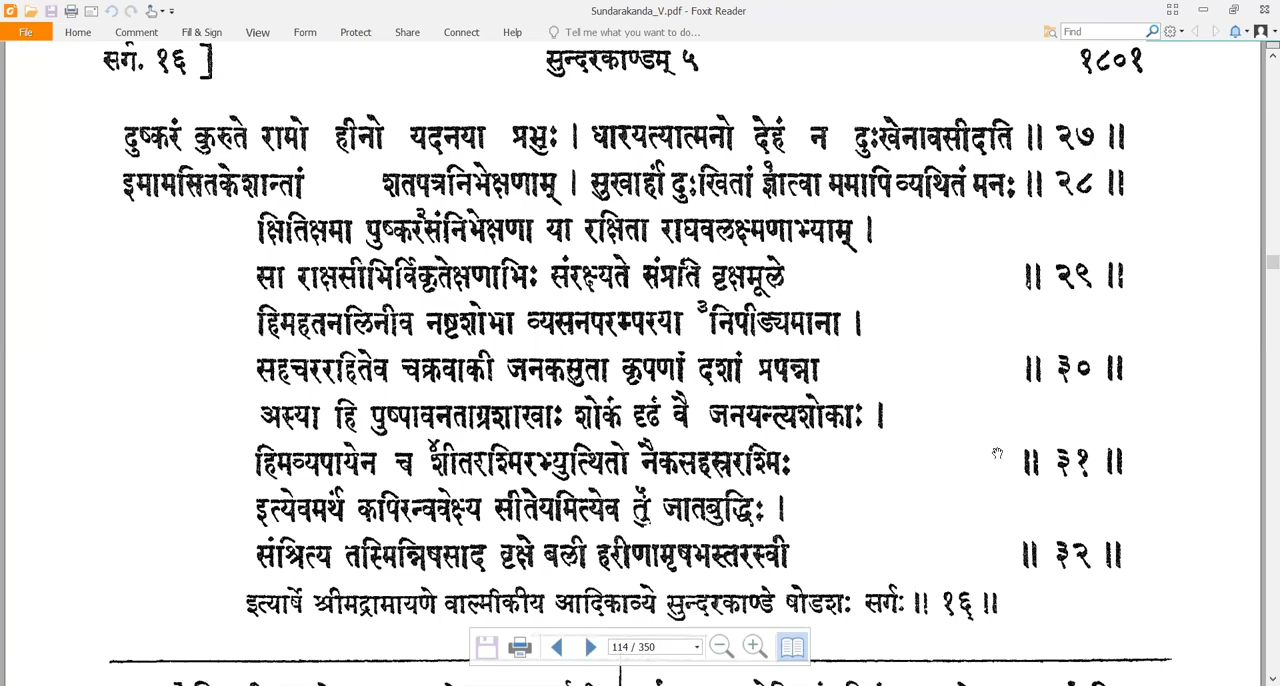 Sundarakanda_V.pdf - Foxit Reader
File Home Comment Fill & Sign View Form Protect Share Connect Help Tell me what you want to do... Find
सर्ग. १६ ] सुन्दरकाण्डम् ५ १८०१
दुष्करं कुरुते रामो हीनो यदनया प्रभुः । धारयत्यात्मनो देहं न दुःखेनावसीदति ॥ २७ ॥
इमामसितकेशान्तां शतपत्रनिभेक्षणाम् । सुखार्हां दुःखितां ज्ञात्वा ममापि व्यथितं मनः ॥ २८ ॥
क्षितिक्षमा पुष्करसंनिभेक्षणा या रक्षिता राघवलक्ष्मणाभ्याम् ।
सा राक्षसीभिर्विकृतेक्षणाभिः संरक्ष्यते संप्रति वृक्षमूले ॥ २९ ॥
हिमहतनलिनीव नष्टशोभा व्यसनपरम्परया ३निपीड्यमाना ।
सहचररहितेव चक्रवाकी जनकसुता कृपणां दशां प्रपन्ना ॥ ३० ॥
अस्या हि पुष्पावनताग्रशाखाः शोकं दृढं वै जनयन्त्यशोकाः ।
हिमव्यपायेन च ४शीतरश्मिरभ्युत्थितो नैकसहस्ररश्मिः ॥ ३१ ॥
इत्येवमर्थं कपिरन्ववेक्ष्य सीतेयमित्येव जातबुद्धिः ।
संश्रित्य तस्मिन्निषसाद वृक्षे बली हरीणामृषभस्तरस्वी ॥ ३२ ॥
इत्यार्षे श्रीमद्रामायणे वाल्मीकीय आदिकाव्ये सुन्दरकाण्डे षोडशः सर्गः ॥ १६ ॥
114 / 350